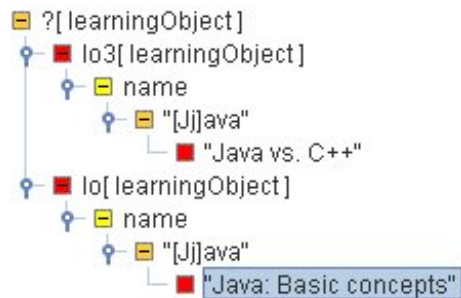 ?[learningObject]
lo3[learningObject]
name
"[Jj]ava"
"Java vs. C++"
lo[learningObject]
name
"[Jj]ava"
"Java: Basic concepts"